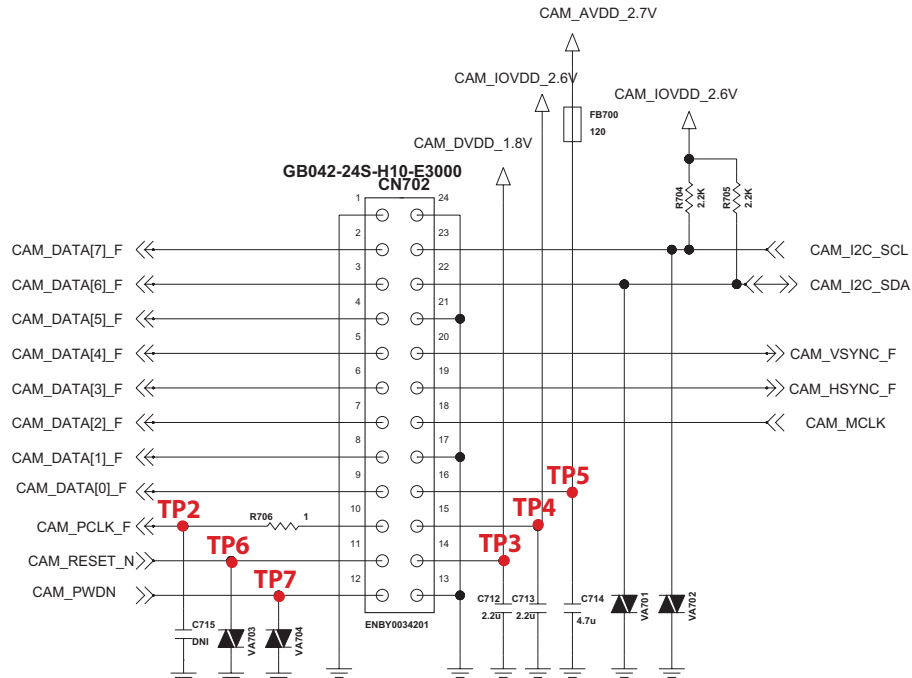 CAM_AVDD_2.7V
CAM_IOVDD_2.6V
CAM_IOVDD_2.6V
FB700
120
CAM_DVDD_1.8V
GB042-24S-H10-E3000
CN702
R704
2.2K
R705
2.2K
1
24
2
23
CAM_DATA[7]_F
CAM_I2C_SCL
3
22
CAM_DATA[6]_F
CAM_I2C_SDA
4
21
CAM_DATA[5]_F
5
20
CAM_DATA[4]_F
CAM_VSYNC_F
6
19
CAM_DATA[3]_F
CAM_HSYNC_F
7
18
CAM_DATA[2]_F
CAM_MCLK
8
17
CAM_DATA[1]_F
9
16
TP5
CAM_DATA[0]_F
TP2
R706
1
10
15
TP4
CAM_PCLK_F
TP6
11
14
TP3
CAM_RESET_N
TP7
12
13
CAM_PWDN
C715
DNI
VA703
VA704
ENBY0034201
C712
2.2u
C713
2.2u
C714
4.7u
VA701
VA702